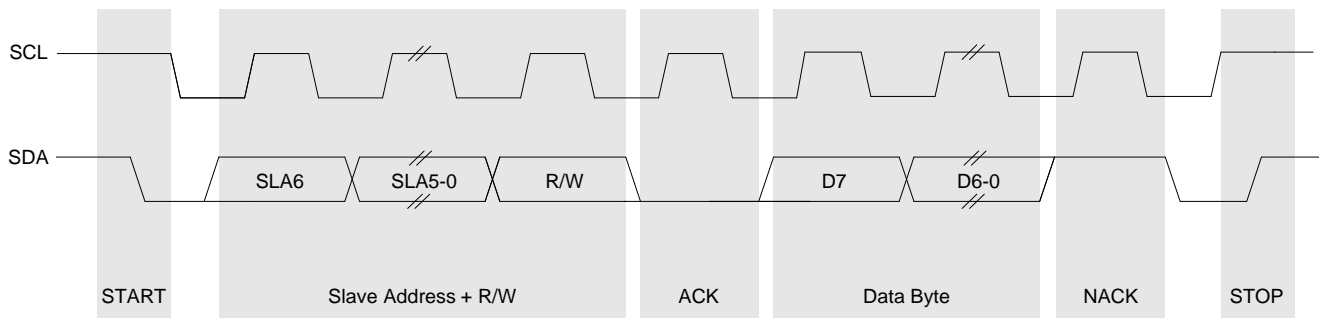 SCL
SDA
SLA6
SLA5-0
R/W
D7
D6-0
START
Slave Address + R/W
ACK
Data Byte
NACK
STOP